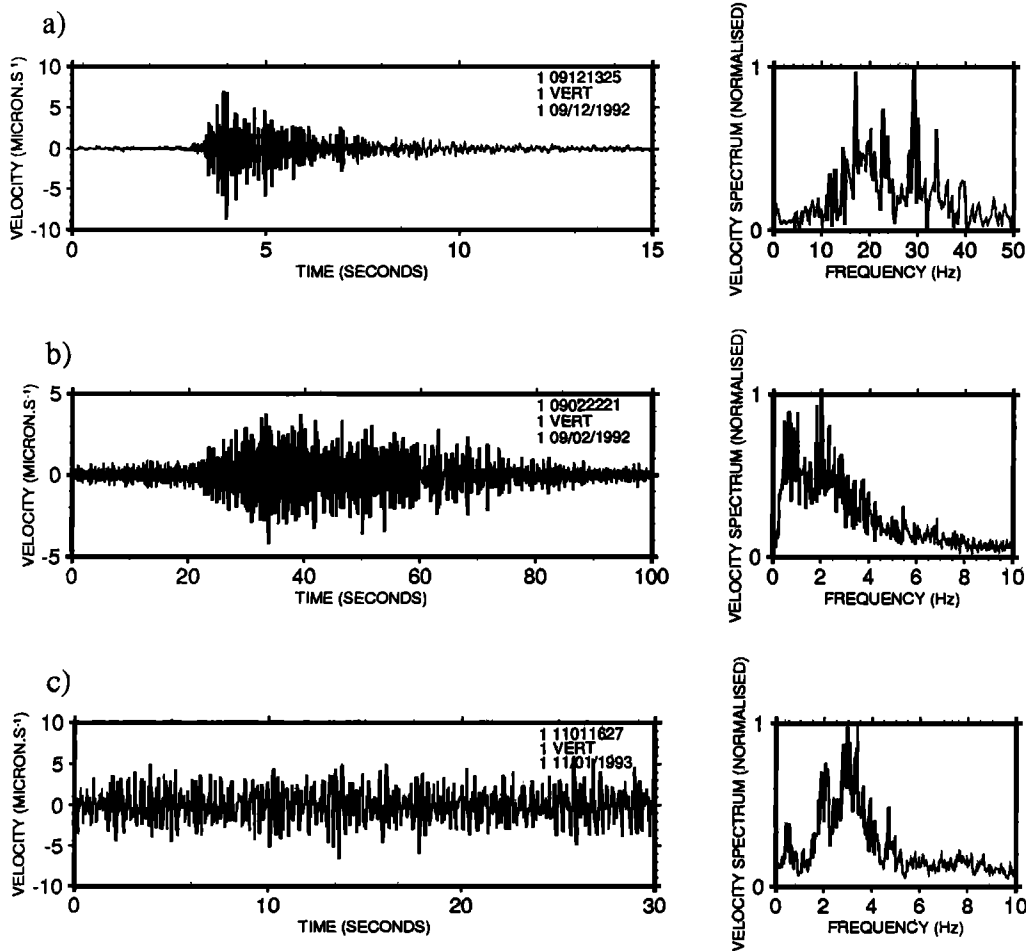 a)
VELOCITY (MICRON.S⁻¹)
10
5
0
-5
-10
1 09121325
1 VERT
1 09/12/1992
0 5 10 15
TIME (SECONDS)
VELOCITY SPECTRUM (NORMALISED)
1
0
0 10 20 30 40 50
FREQUENCY (Hz)
b)
VELOCITY (MICRON.S⁻¹)
5
0
-5
1 09022221
1 VERT
1 09/02/1992
0 20 40 60 80 100
TIME (SECONDS)
VELOCITY SPECTRUM (NORMALISED)
1
0
0 2 4 6 8 10
FREQUENCY (Hz)
c)
VELOCITY (MICRON.S⁻¹)
10
5
0
-5
-10
1 11011627
1 VERT
1 11/01/1993
0 10 20 30
TIME (SECONDS)
VELOCITY SPECTRUM (NORMALISED)
1
0
0 2 4 6 8 10
FREQUENCY (Hz)